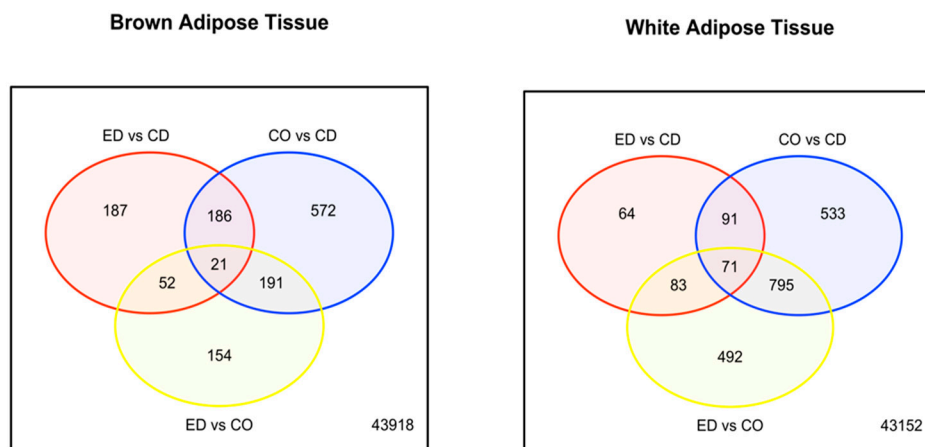 Brown Adipose Tissue
ED vs CD
CO vs CD
187
186
572
21
52
191
154
ED vs CO
43918
White Adipose Tissue
ED vs CD
CO vs CD
64
91
533
71
83
795
492
ED vs CO
43152